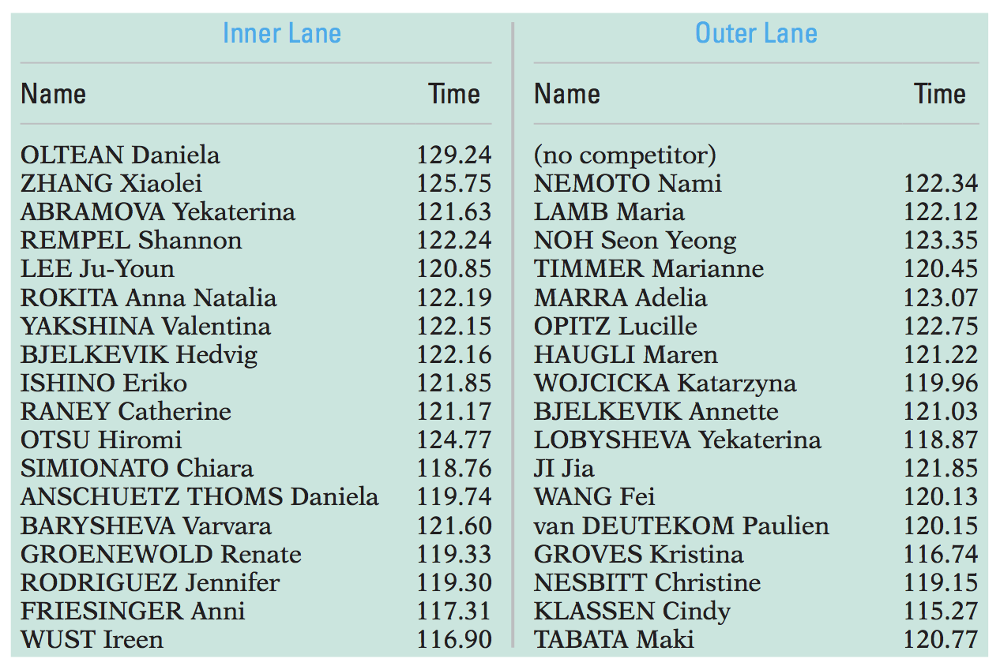 Inner Lane Outer Lane
Name Time Name Time
OLTEAN Daniela 129.24 (no competitor)
ZHANG Xiaolei 125.75 NEMOTO Nami 122.34
ABRAMOVA Yekaterina 121.63 LAMB Maria 122.12
REMPEL Shannon 122.24 NOH Seon Yeong 123.35
LEE Ju-Youn 120.85 TIMMER Marianne 120.45
ROKITA Anna Natalia 122.19 MARRA Adelia 123.07
YAKSHINA Valentina 122.15 OPITZ Lucille 122.75
BJELKEVIK Hedvig 122.16 HAUGLI Maren 121.22
ISHINO Eriko 121.85 WOJCICKA Katarzyna 119.96
RANEY Catherine 121.17 BJELKEVIK Annette 121.03
OTSU Hiromi 124.77 LOBYSHEVA Yekaterina 118.87
SIMIONATO Chiara 118.76 JI Jia 121.85
ANSCHUETZ THOMS Daniela 119.74 WANG Fei 120.13
BARYSHEVA Varvara 121.60 van DEUTEKOM Paulien 120.15
GROENEWOLD Renate 119.33 GROVES Kristina 116.74
RODRIGUEZ Jennifer 119.30 NESBITT Christine 119.15
FRIESINGER Anni 117.31 KLASSEN Cindy 115.27
WUST Ireen 116.90 TABATA Maki 120.77